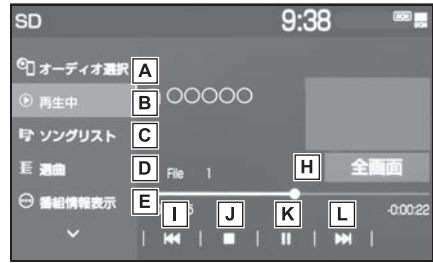 SD 9:38
オーディオ選択 A
再生中 B ○○○○○
ソングリスト C
選曲 D File 1 H 全画面
番組情報表示 E
-0:00:22
I J K L